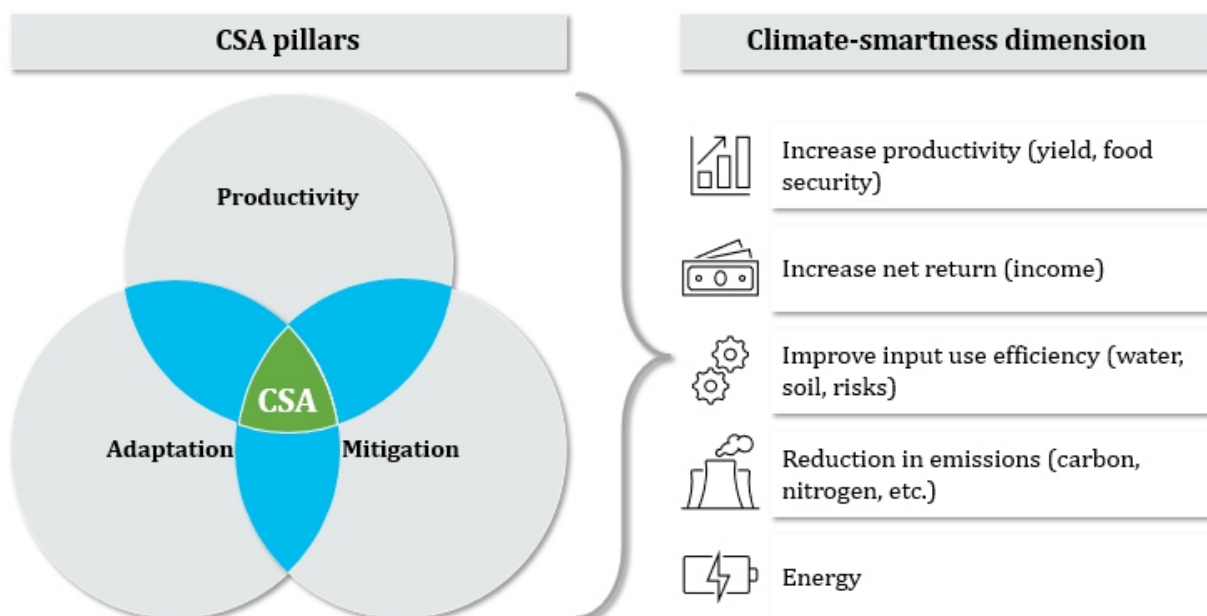 CSA pillars
Productivity
CSA
Adaptation
Mitigation
Climate-smartness dimension
Increase productivity (yield, food
security)
Increase net return (income)
Improve input use efficiency (water,
soil, risks)
Reduction in emissions (carbon,
nitrogen, etc.)
Energy